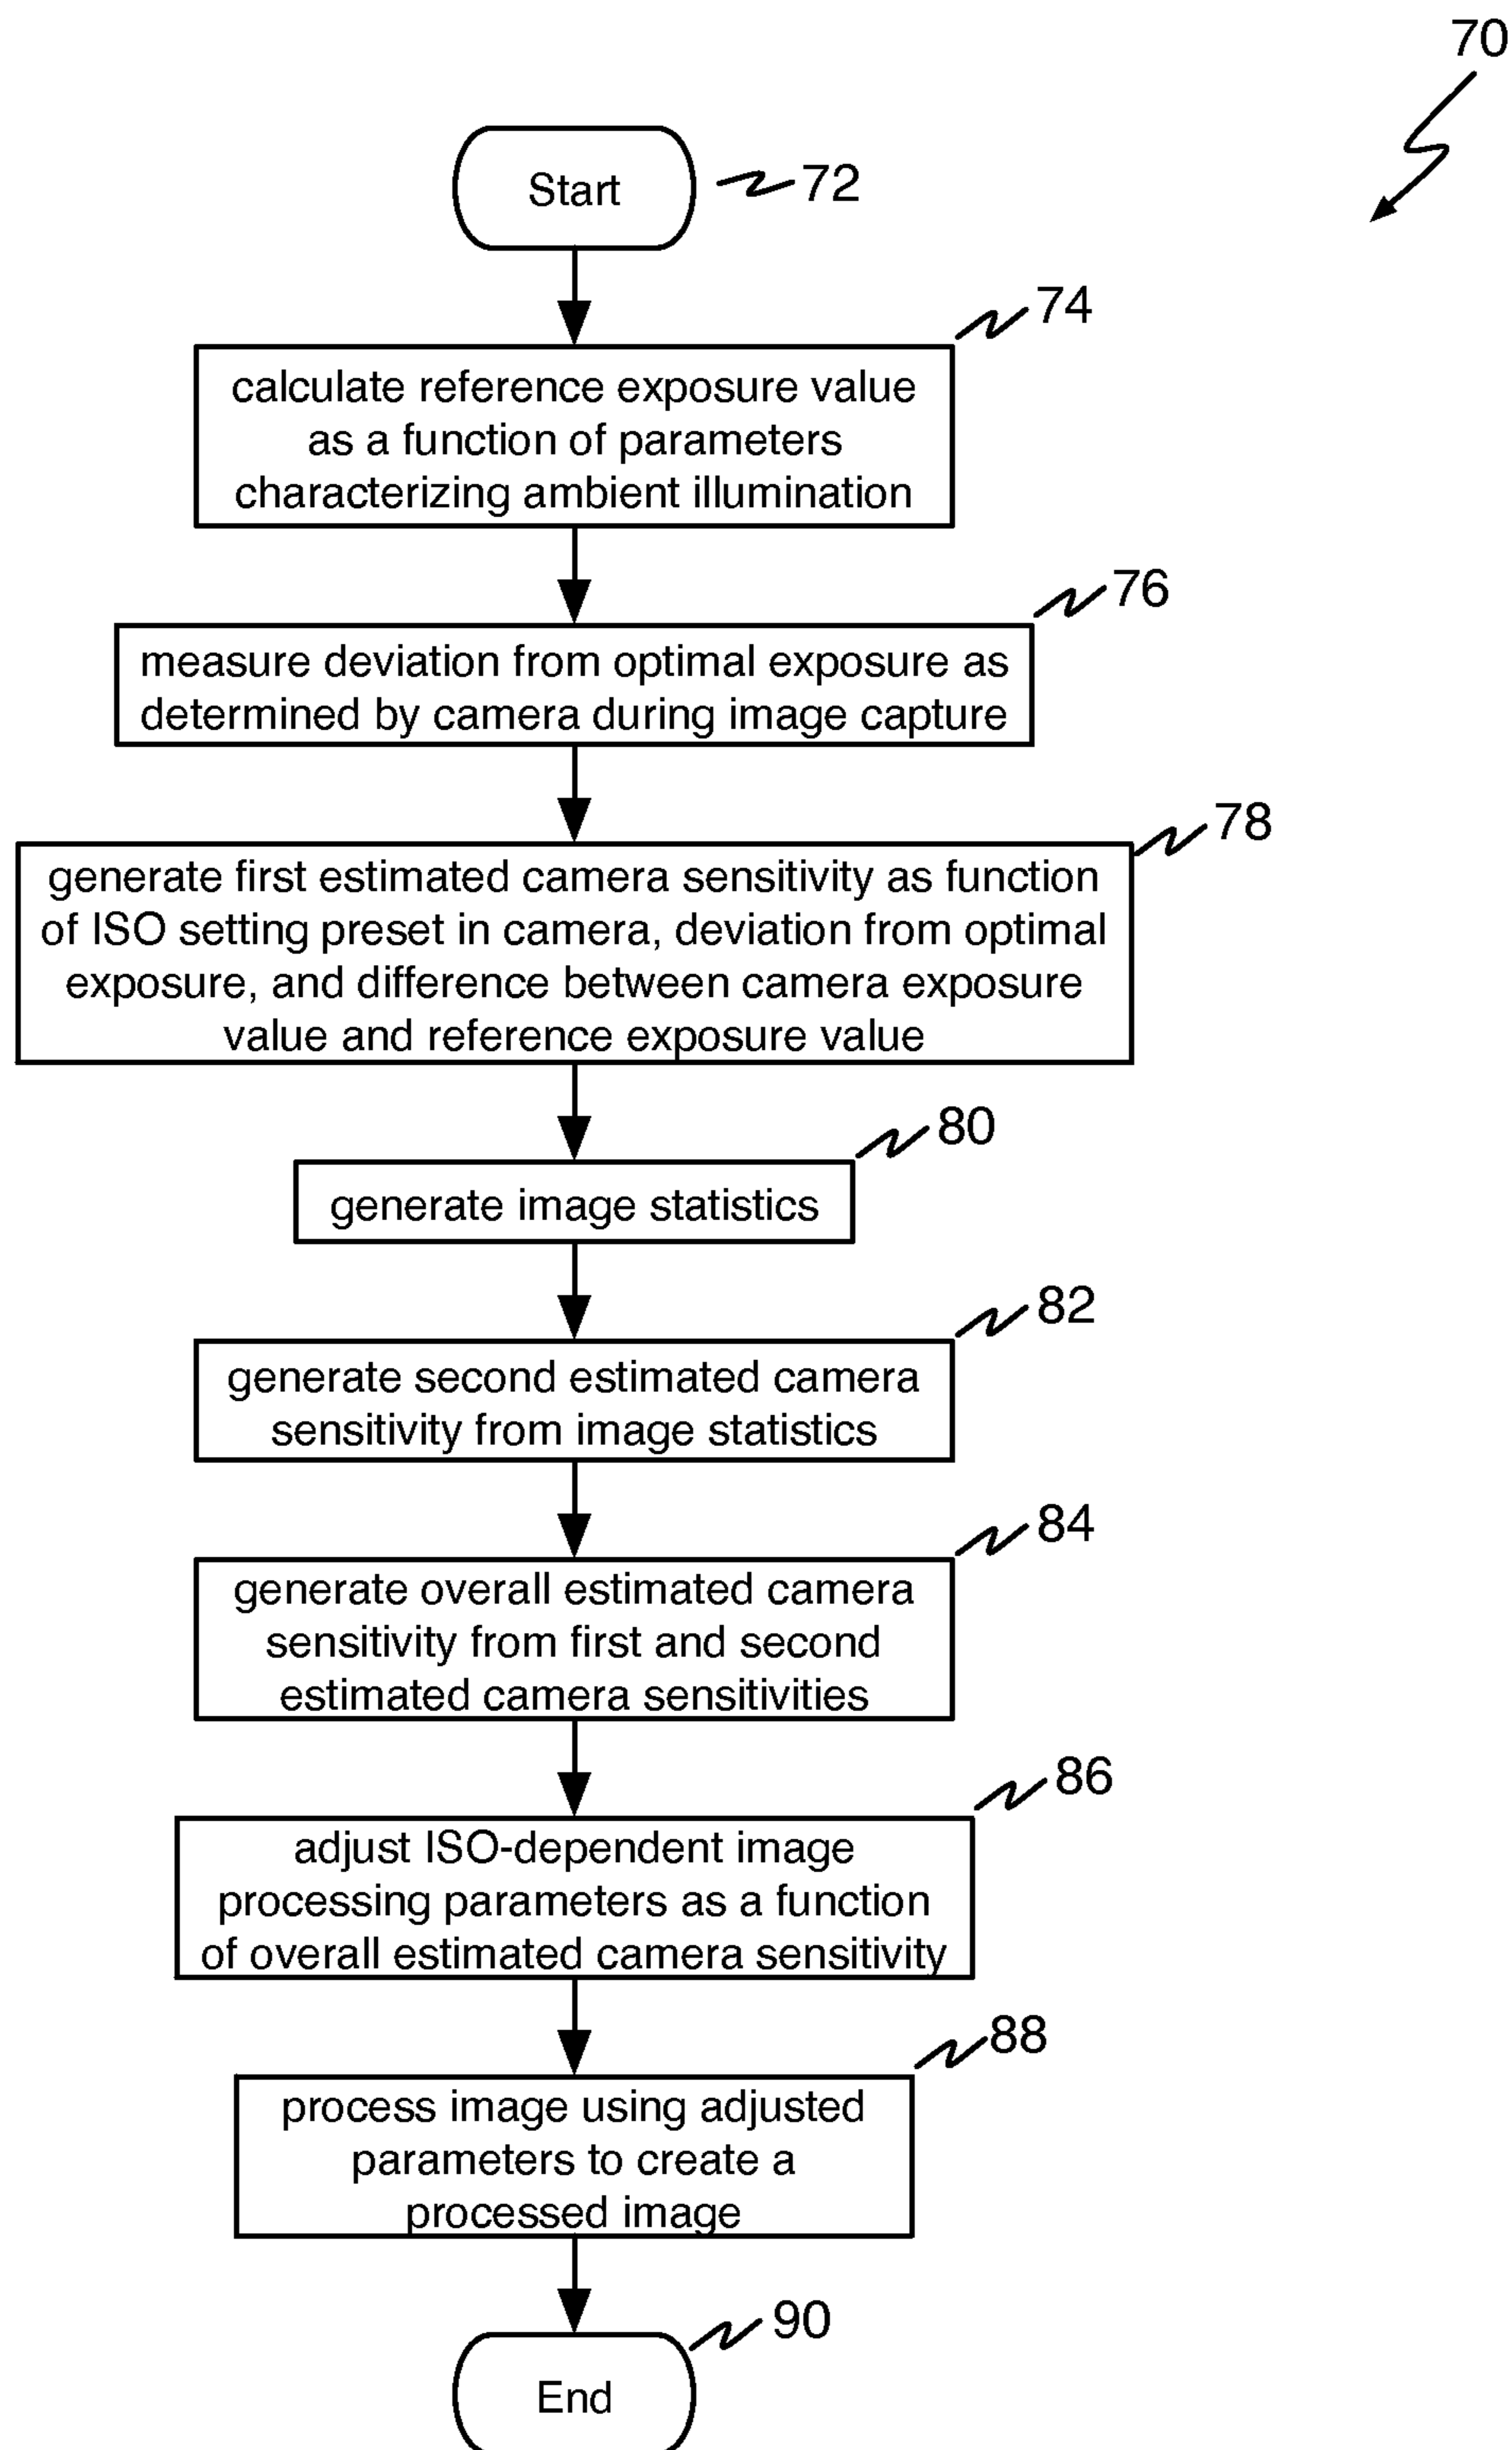 70
Start
72
74
calculate reference exposure value
as a function of parameters
characterizing ambient illumination
76
measure deviation from optimal exposure as
determined by camera during image capture
78
generate first estimated camera sensitivity as function
of ISO setting preset in camera, deviation from optimal
exposure, and difference between camera exposure
value and reference exposure value
80
generate image statistics
82
generate second estimated camera
sensitivity from image statistics
84
generate overall estimated camera
sensitivity from first and second
estimated camera sensitivities
86
adjust ISO-dependent image
processing parameters as a function
of overall estimated camera sensitivity
88
process image using adjusted
parameters to create a
processed image
90
End